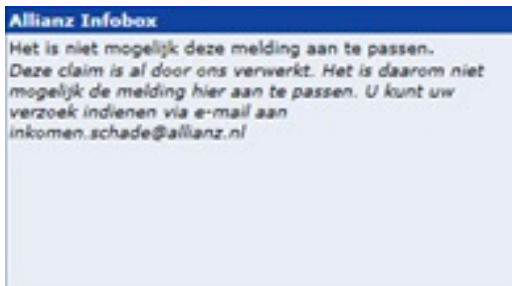 Allianz Infobox
Het is niet mogelijk deze melding aan te passen.
Deze claim is al door ons verwerkt. Het is daarom niet
mogelijk de melding hier aan te passen. U kunt uw
verzoek indienen via e-mail aan
inkomen.schade@allianz.nl